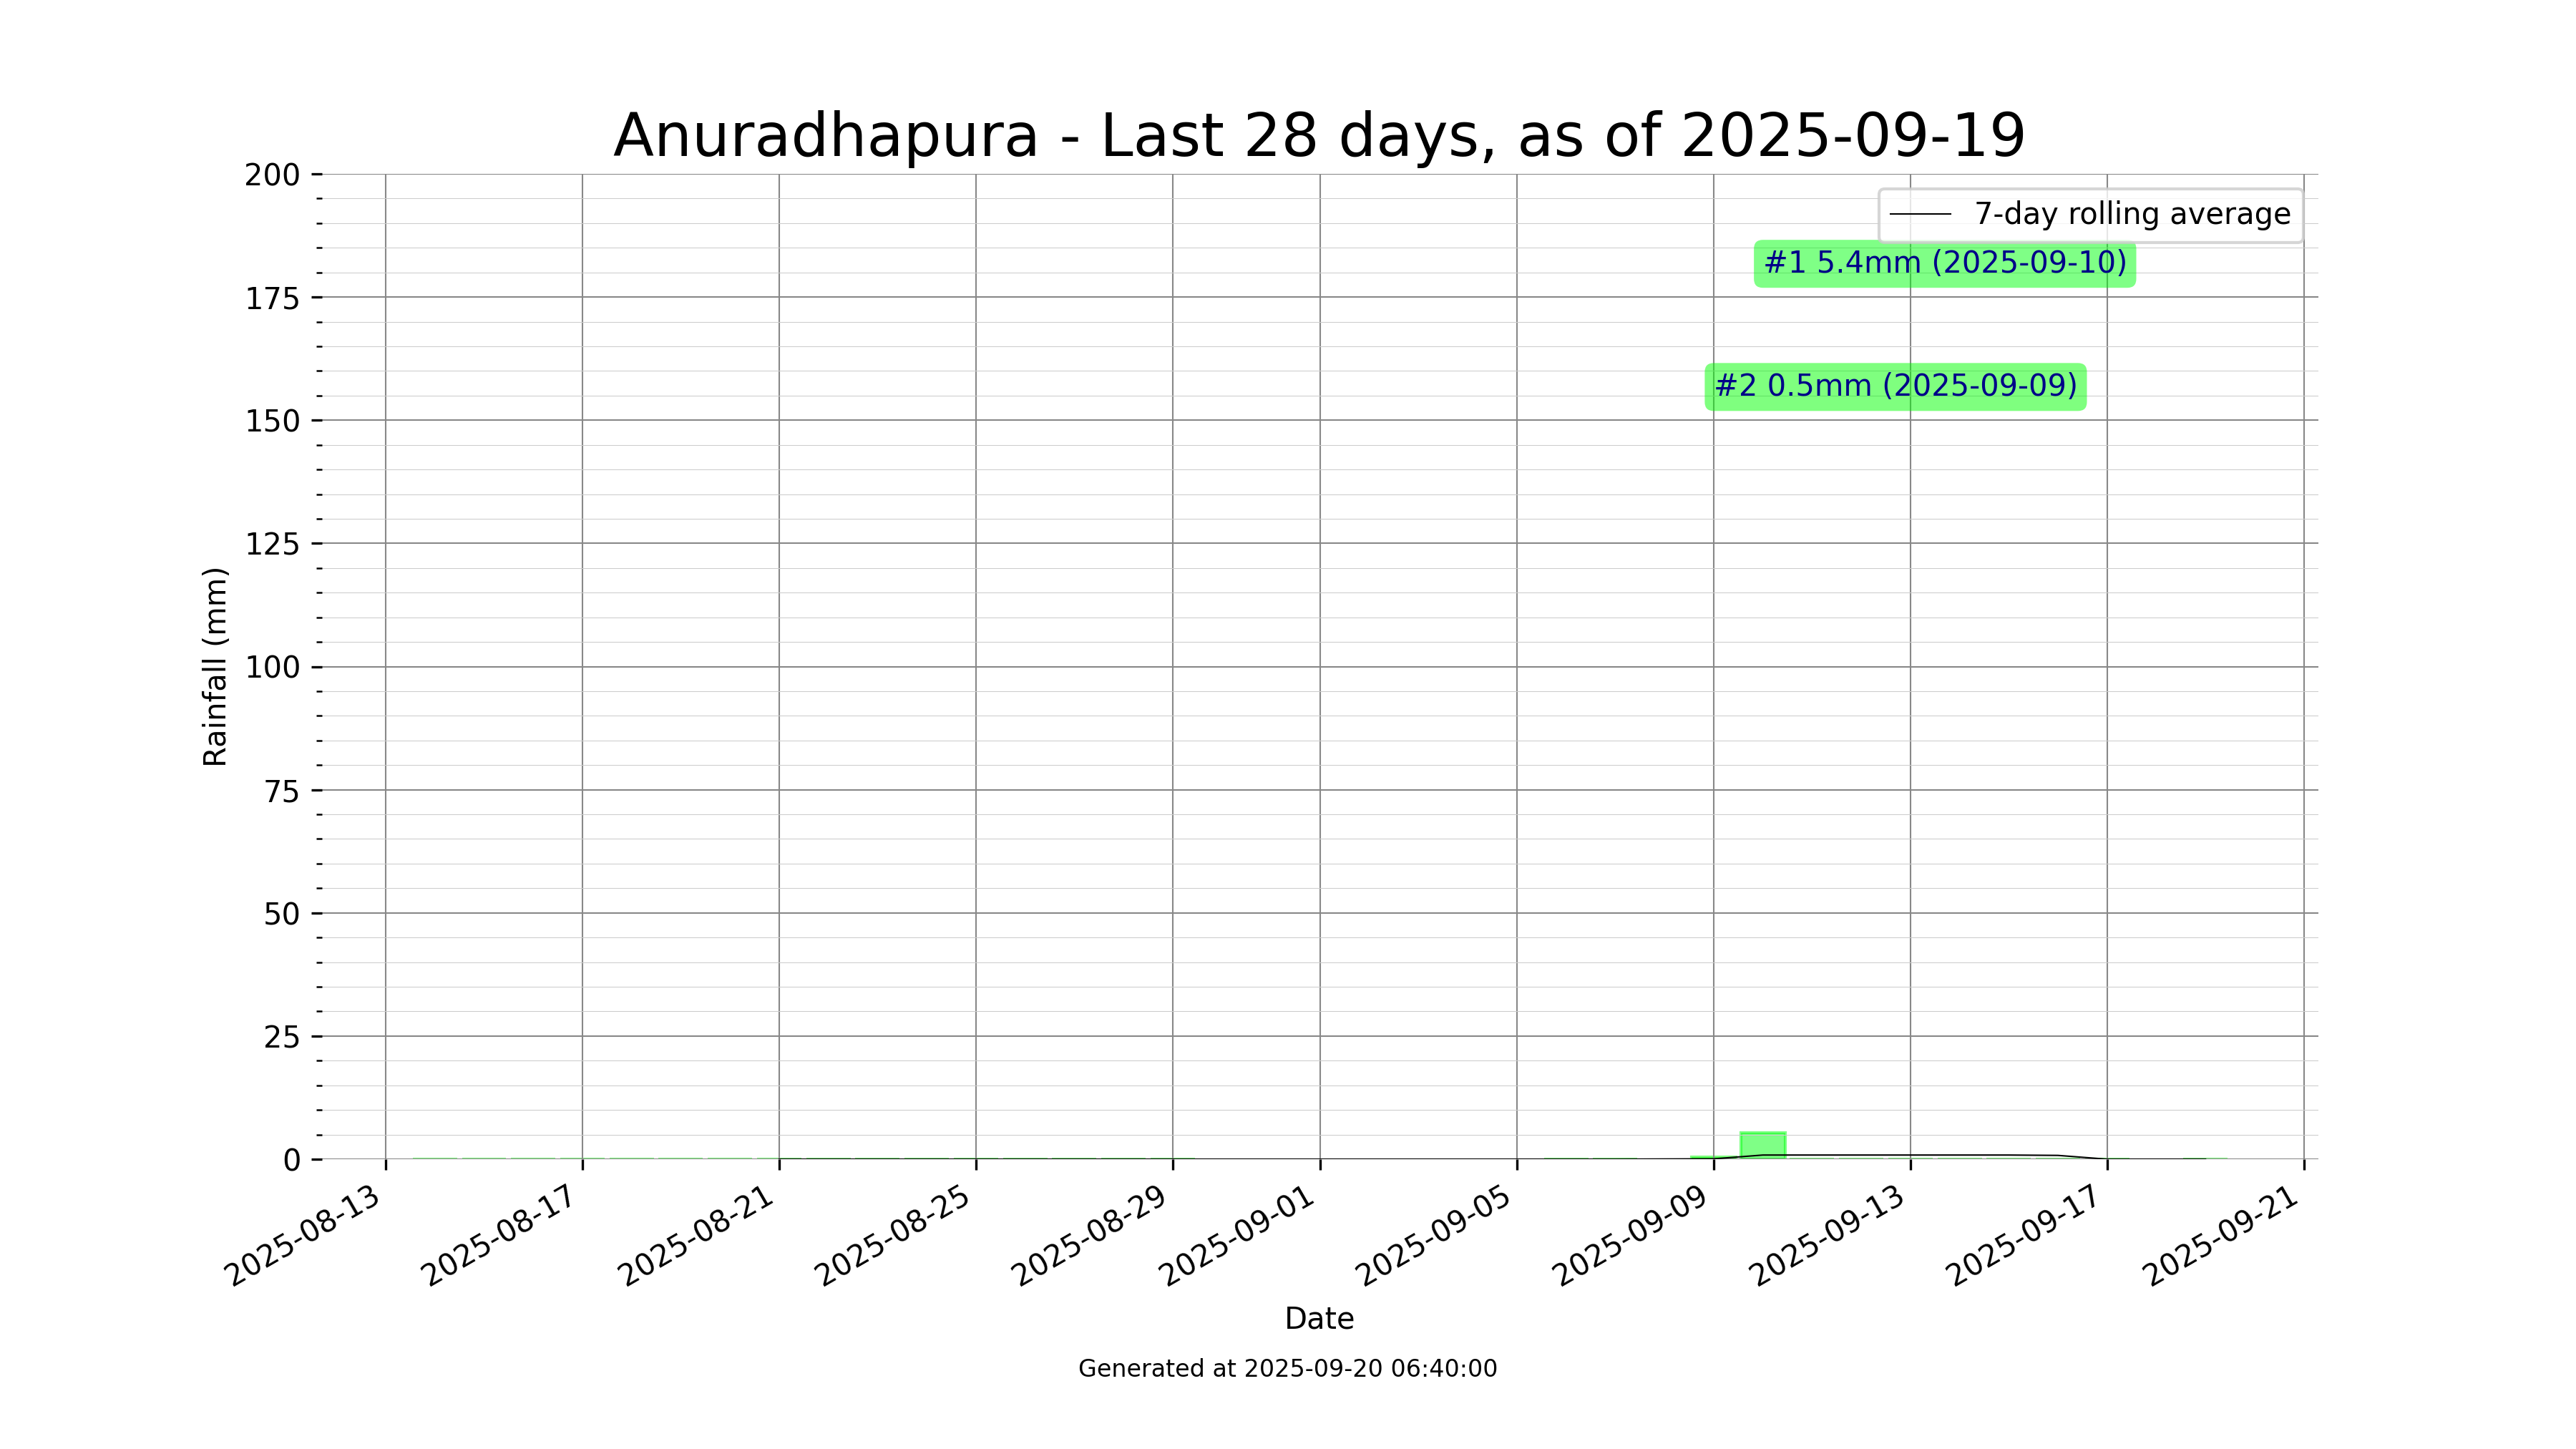 Anuradhapura - Last 28 days, as of 2025-09-19
7-day rolling average
#1 5.4mm (2025-09-10)
#2 0.5mm (2025-09-09)
Rainfall (mm)
200
175
150
125
100
75
50
25
0
2025-08-13
2025-08-17
2025-08-21
2025-08-25
2025-08-29
2025-09-01
2025-09-05
2025-09-09
2025-09-13
2025-09-17
2025-09-21
Date
Generated at 2025-09-20 06:40:00